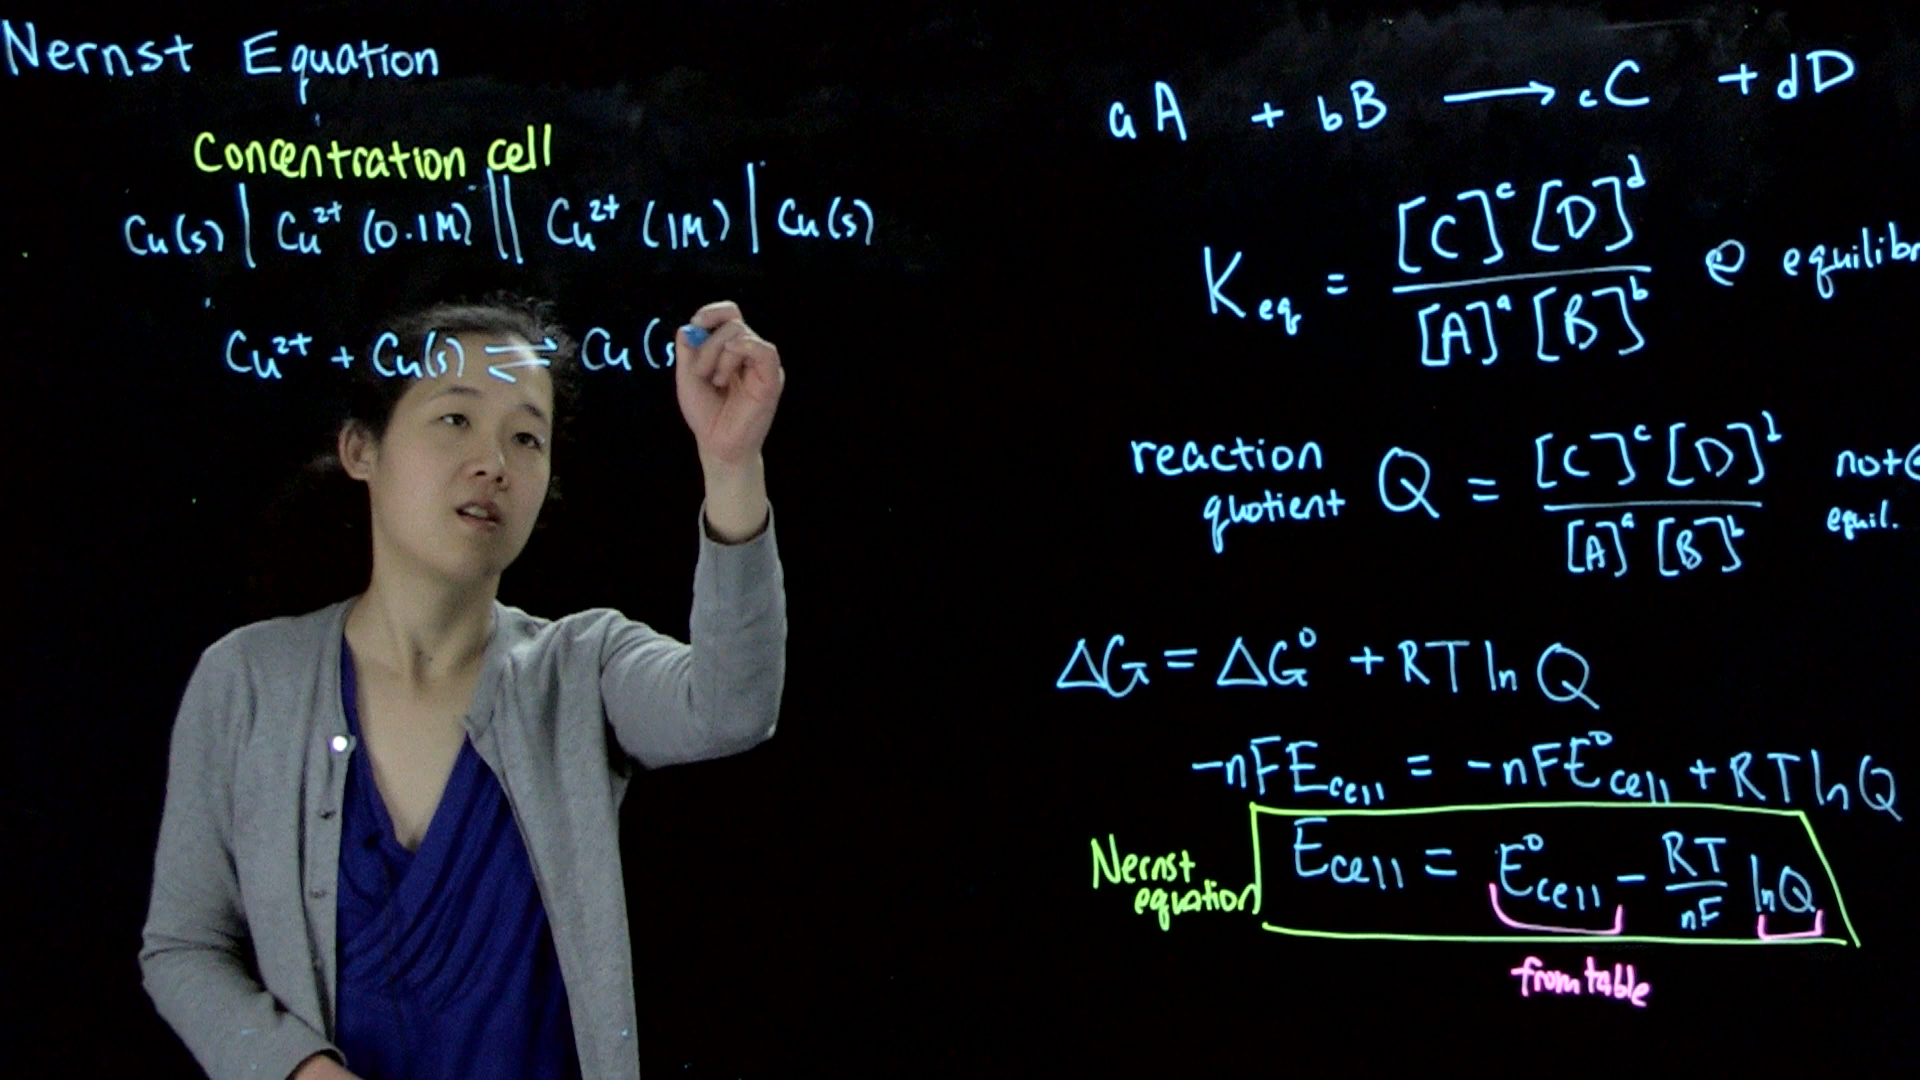 Nernst Equation
Concentration cell
Cu(s) | Cu²⁺ (0.1M) || Cu²⁺ (1M) | Cu(s)
Cu²⁺ + Cu(s) ⇌ Cu(s
aA + bB → cC + dD
Keq = [C]ᶜ[D]ᵈ / [A]ᵃ[B]ᵇ @ equilibr
reaction quotient Q = [C]ᶜ[D]ᵈ / [A]ᵃ[B]ᵇ not@ equil.
ΔG = ΔG° + RT ln Q
-nFEcell = -nFE°cell + RT ln Q
Nernst equation Ecell = E°cell - RT/nF lnQ
from table